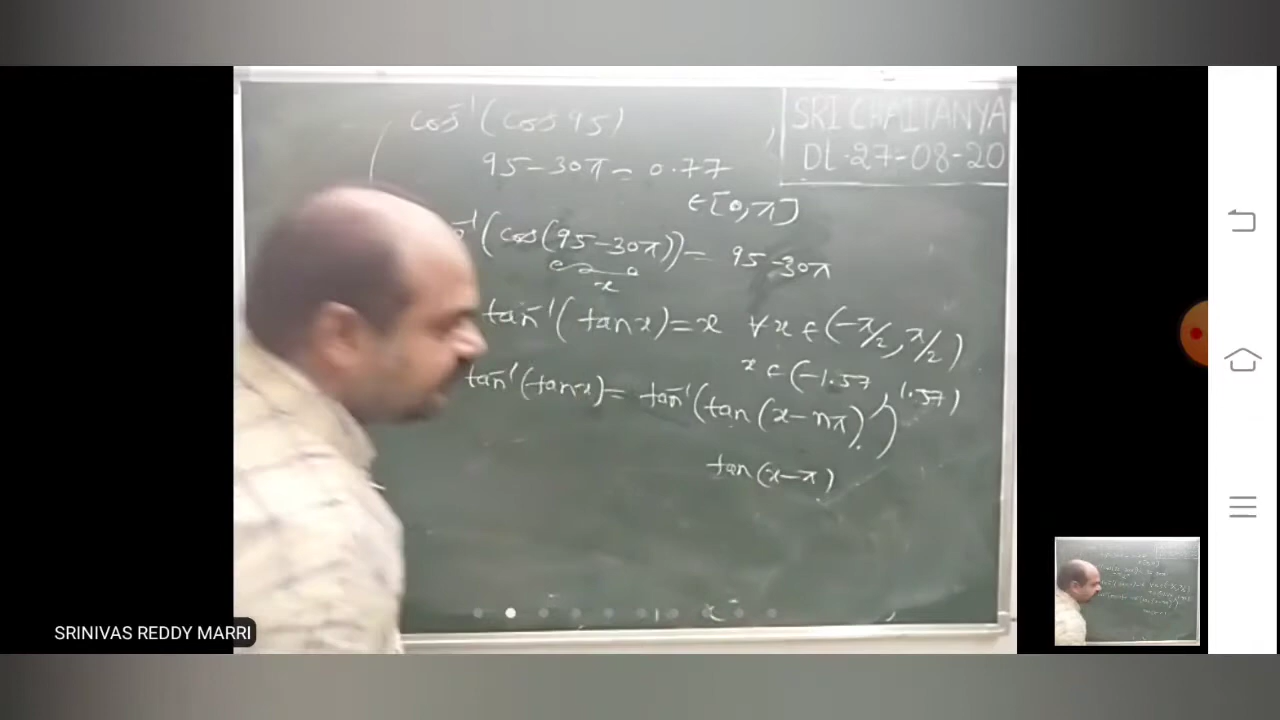 cos⁻¹(cos 95)
SRI CHAITANYA
Dt-27-08-20
95-30π = 0.77
∈[0,π]
(cos(95-30π)) = 95-30π
x
tan⁻¹(tan x) = x ∀ x ∈ (-π/2, π/2)
x ∈ (-1.57, 1.57)
tan⁻¹(tan x) = tan⁻¹(tan(x-nπ))
tan(x-π)
SRINIVAS REDDY MARRI